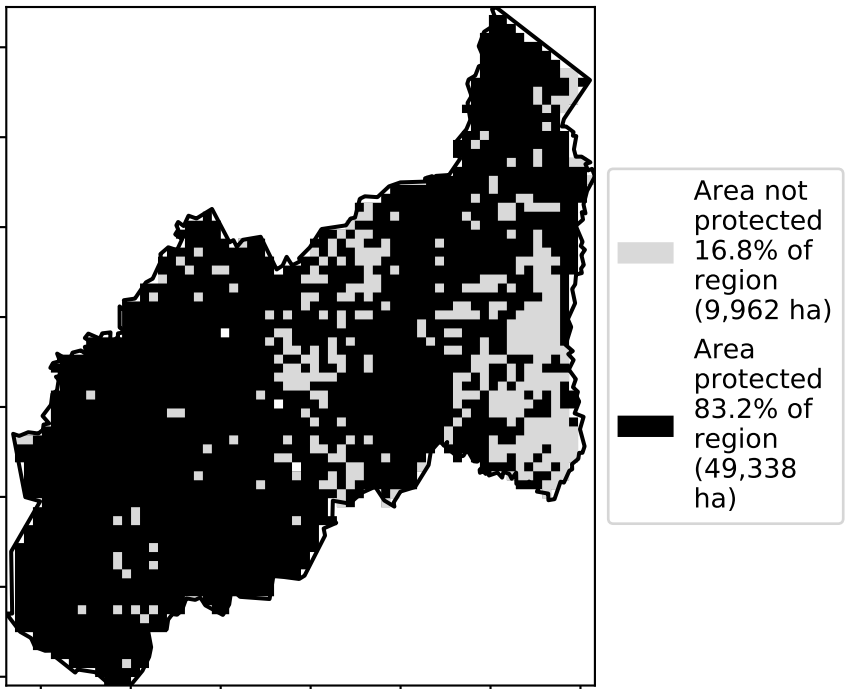 Area not
protected
16.8% of
region
(9,962 ha)
Area
protected
83.2% of
region
(49,338
ha)